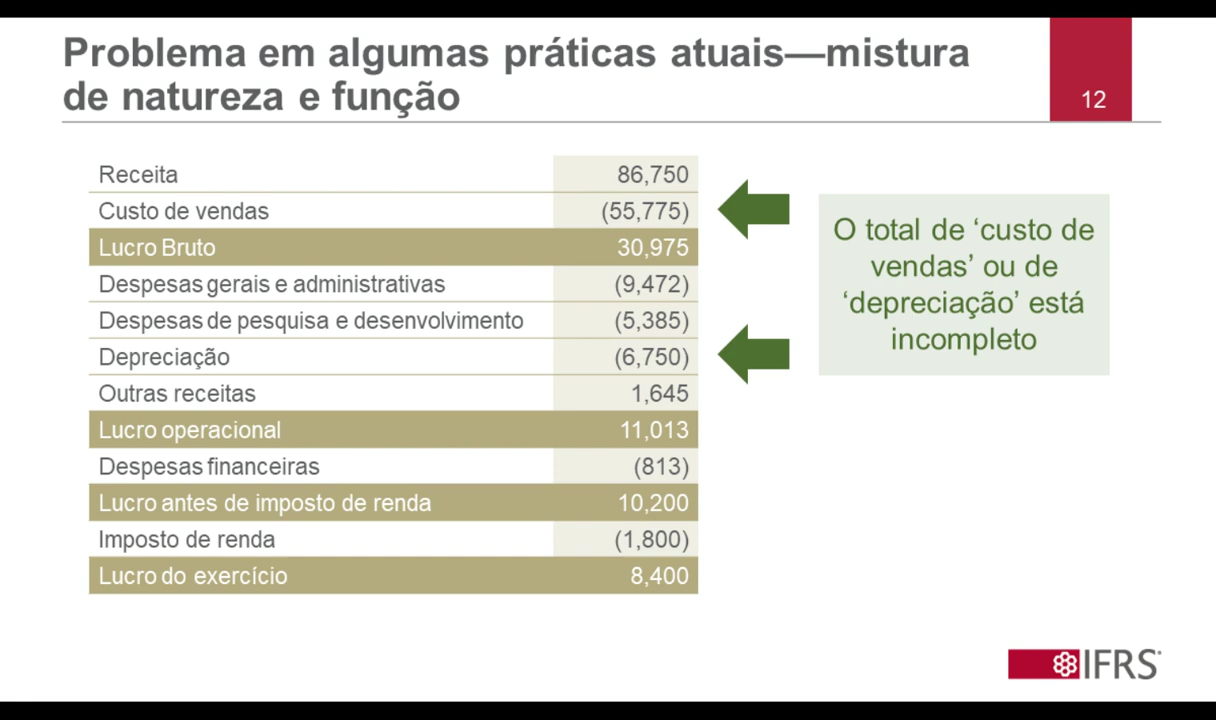 Problema em algumas práticas atuais—mistura
de natureza e função
12
Receita 86,750
Custo de vendas (55,775)
Lucro Bruto 30,975
Despesas gerais e administrativas (9,472)
Despesas de pesquisa e desenvolvimento (5,385)
Depreciação (6,750)
Outras receitas 1,645
Lucro operacional 11,013
Despesas financeiras (813)
Lucro antes de imposto de renda 10,200
Imposto de renda (1,800)
Lucro do exercício 8,400
O total de ‘custo de
vendas’ ou de
‘depreciação’ está
incompleto
IFRS